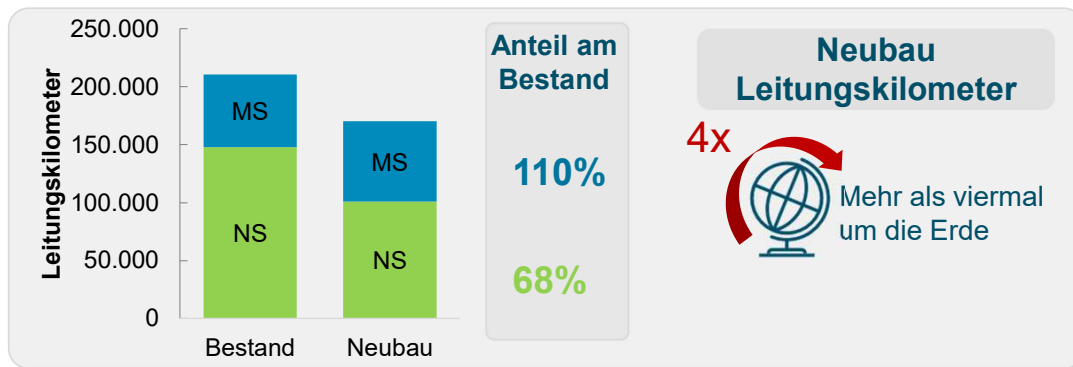 250.000
200.000
150.000
100.000
50.000
0
Leitungskilometer
MS
NS
MS
NS
Bestand
Neubau
Anteil am
Bestand
110%
68%
Neubau
Leitungskilometer
4x
Mehr als viermal
um die Erde